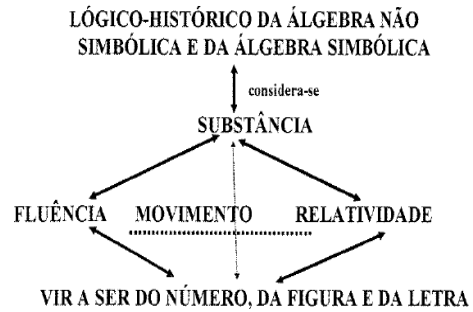 LÓGICO-HISTÓRICO DA ÁLGEBRA NÃO
SIMBÓLICA E DA ÁLGEBRA SIMBÓLICA
considera-se
SUBSTÂNCIA
FLUÊNCIA MOVIMENTO RELATIVIDADE
VIR A SER DO NÚMERO, DA FIGURA E DA LETRA